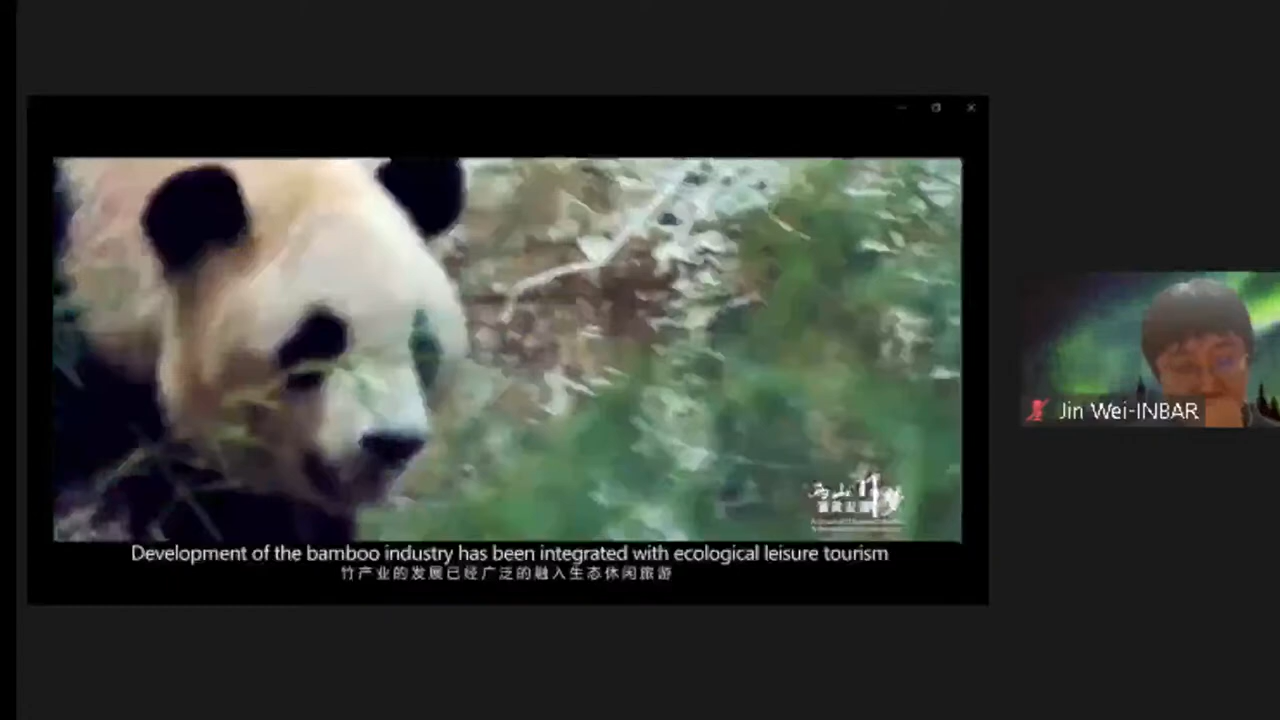 Development of the bamboo industry has been integrated with ecological leisure tourism
竹产业的发展已经广泛的融入生态休闲旅游
Jin Wei-INBAR